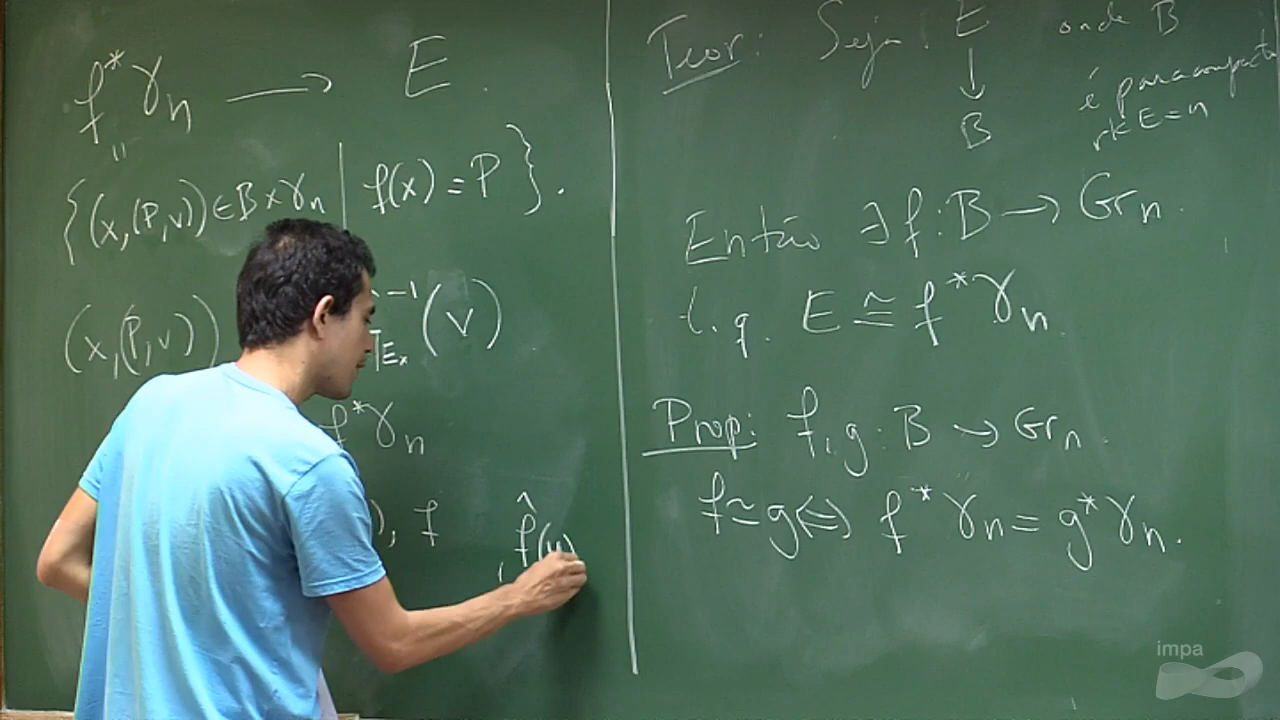 f*γn → E.
"
{(x,(P,v)) ∈ B×γn | f(x) = P}.
(x,(P,v)) -1(v)
Ex
f*γn
), f , f̂(v)
Teor: Seja: E onde B
↓ é paracompacta
B rk E = n
Então ∃ f: B → Grn.
t.q. E ≅ f*γn.
Prop: f,g: B → Grn.
f ≃ g ⇔ f*γn = g*γn.
impa